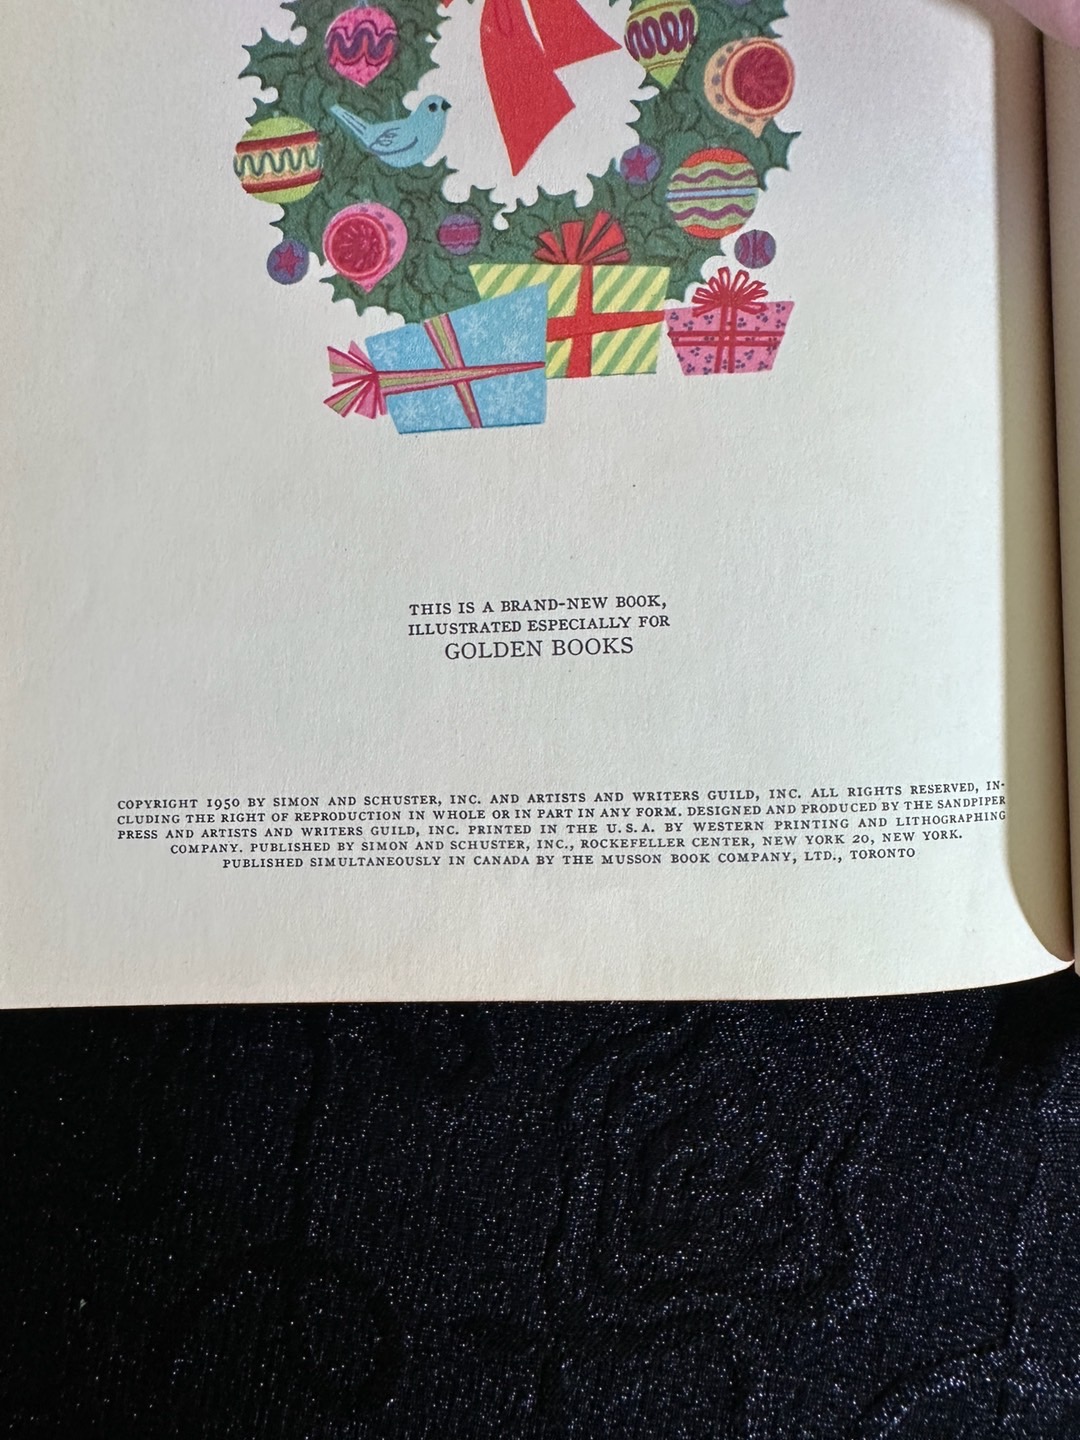 THIS IS A BRAND-NEW BOOK,
ILLUSTRATED ESPECIALLY FOR
GOLDEN BOOKS
COPYRIGHT 1950 BY SIMON AND SCHUSTER, INC. AND ARTISTS AND WRITERS GUILD, INC. ALL RIGHTS RESERVED, IN-
CLUDING THE RIGHT OF REPRODUCTION IN WHOLE OR IN PART IN ANY FORM. DESIGNED AND PRODUCED BY THE SANDPIPER
PRESS AND ARTISTS AND WRITERS GUILD, INC. PRINTED IN THE U.S.A. BY WESTERN PRINTING AND LITHOGRAPHING
COMPANY. PUBLISHED BY SIMON AND SCHUSTER, INC., ROCKEFELLER CENTER, NEW YORK 20, NEW YORK.
PUBLISHED SIMULTANEOUSLY IN CANADA BY THE MUSSON BOOK COMPANY, LTD., TORONTO